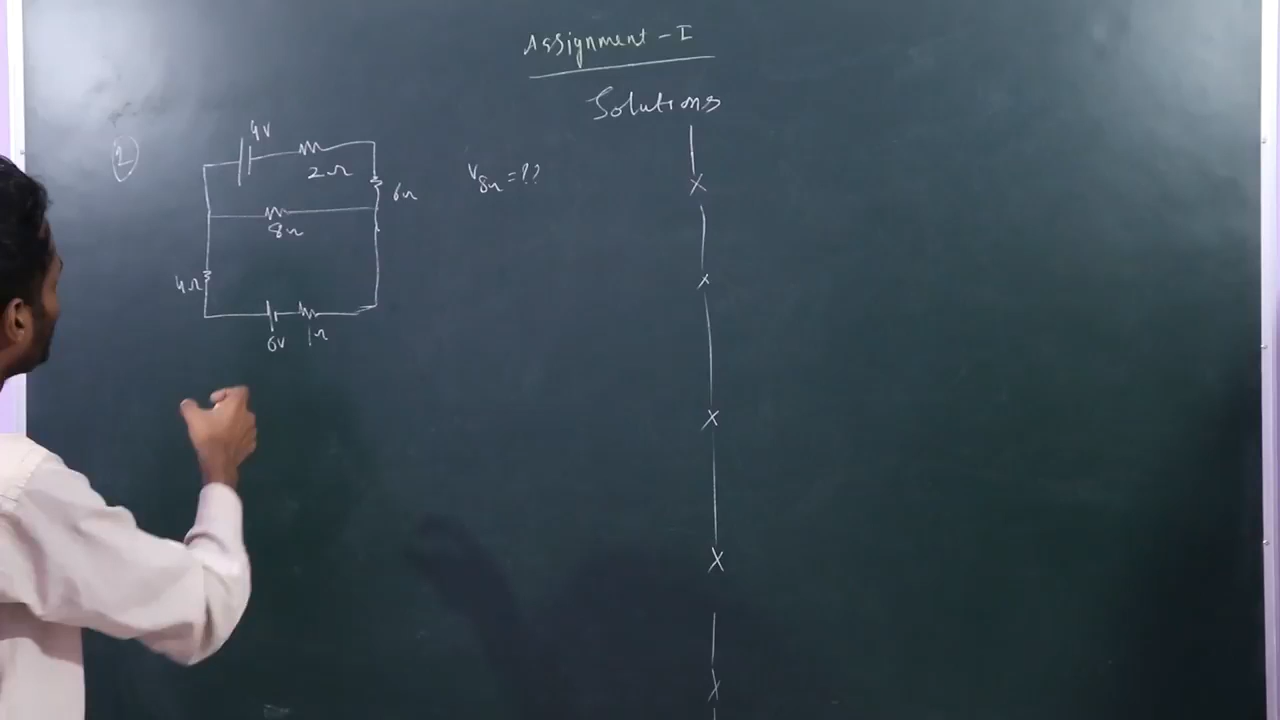 Assignment - I
Solutions
2
4V
2Ω
6Ω
V8Ω = ??
8Ω
4Ω
6V
1Ω